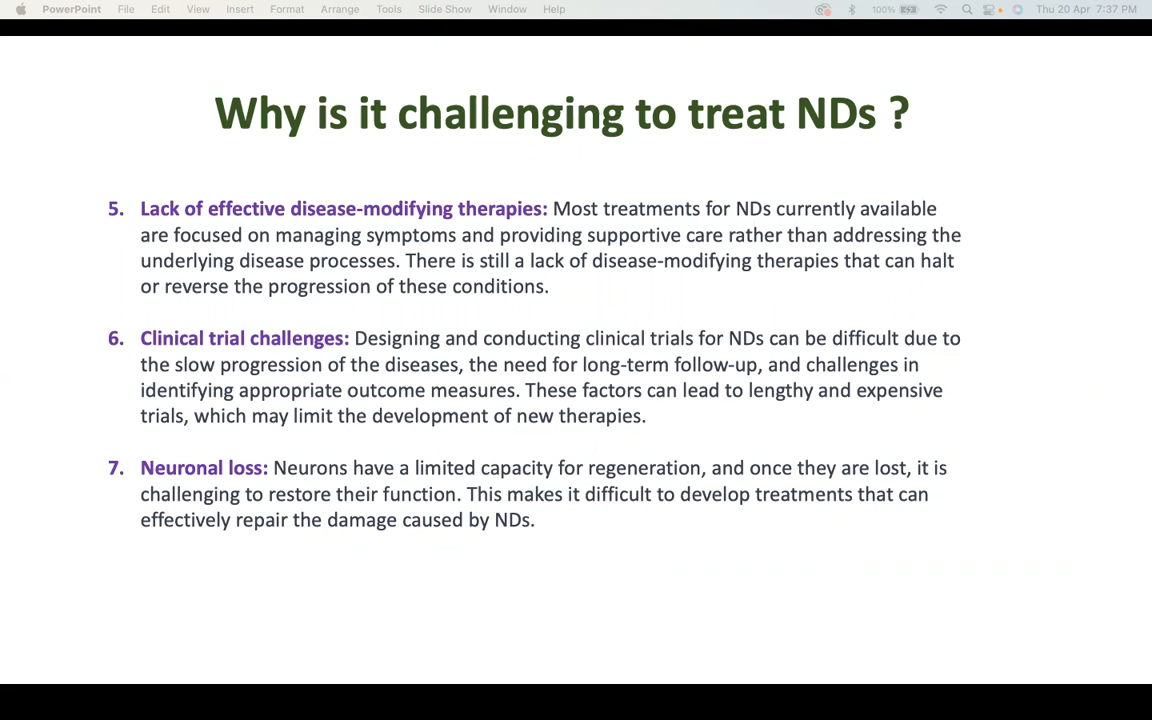 PowerPoint File Edit View Insert Format Arrange Tools Slide Show Window Help 100% Thu 20 Apr 7:37 PM
Why is it challenging to treat NDs ?
5. Lack of effective disease-modifying therapies: Most treatments for NDs currently available
are focused on managing symptoms and providing supportive care rather than addressing the
underlying disease processes. There is still a lack of disease-modifying therapies that can halt
or reverse the progression of these conditions.
6. Clinical trial challenges: Designing and conducting clinical trials for NDs can be difficult due to
the slow progression of the diseases, the need for long-term follow-up, and challenges in
identifying appropriate outcome measures. These factors can lead to lengthy and expensive
trials, which may limit the development of new therapies.
7. Neuronal loss: Neurons have a limited capacity for regeneration, and once they are lost, it is
challenging to restore their function. This makes it difficult to develop treatments that can
effectively repair the damage caused by NDs.